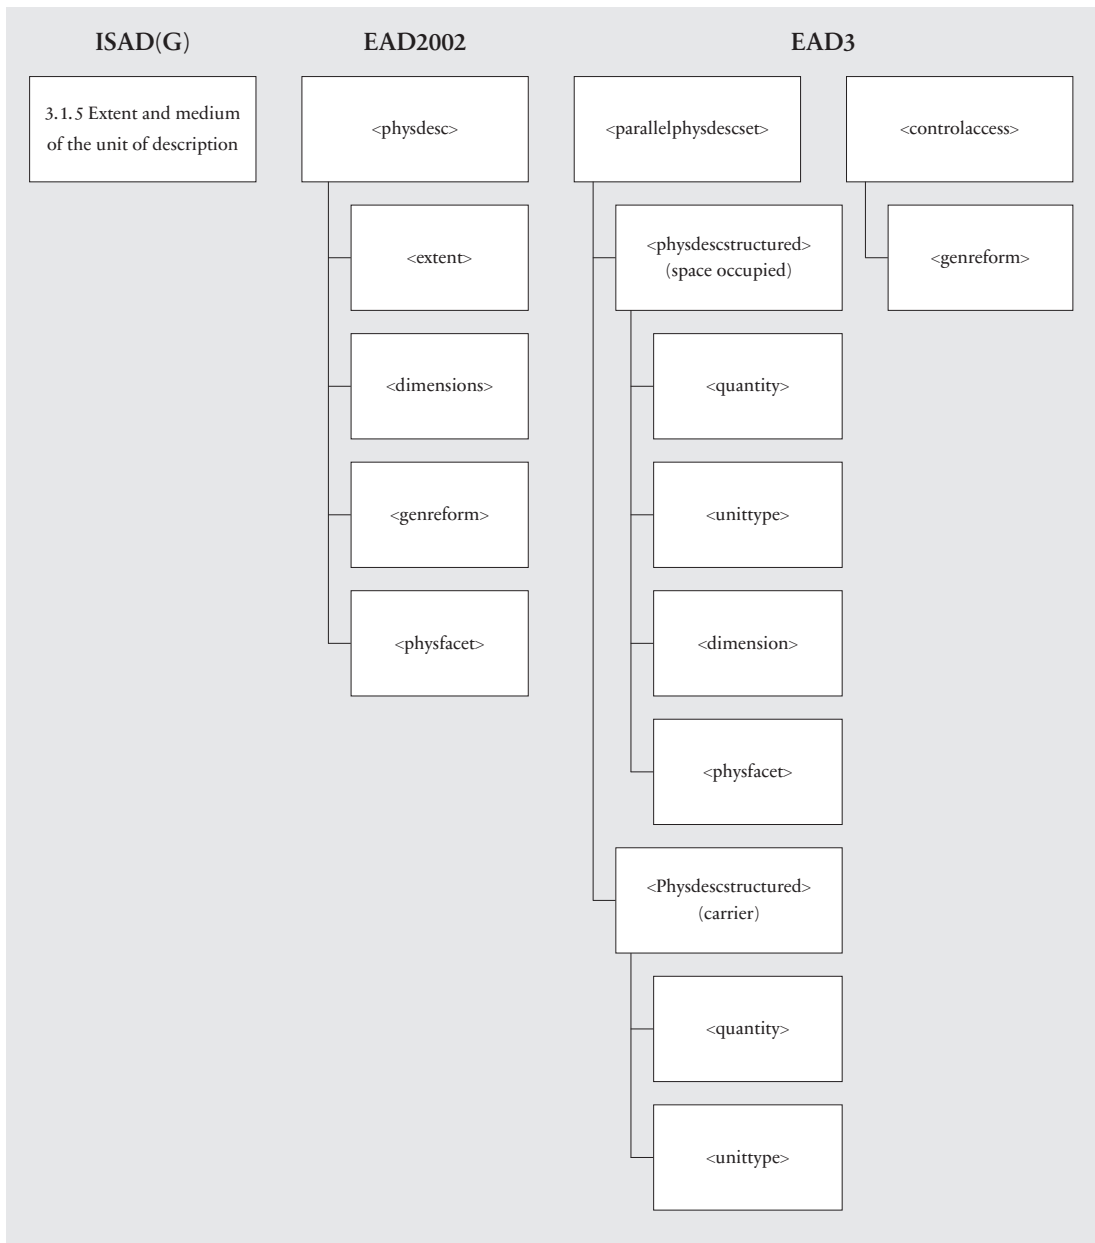 ISAD(G)
EAD2002
EAD3
3.1.5 Extent and medium
of the unit of description
<physdesc>
<extent>
<dimensions>
<genreform>
<physfacet>
<parallelphysdescset>
<physdescstructured>
(space occupied)
<quantity>
<unittype>
<dimension>
<physfacet>
<Physdescstructured>
(carrier)
<quantity>
<unittype>
<controlaccess>
<genreform>